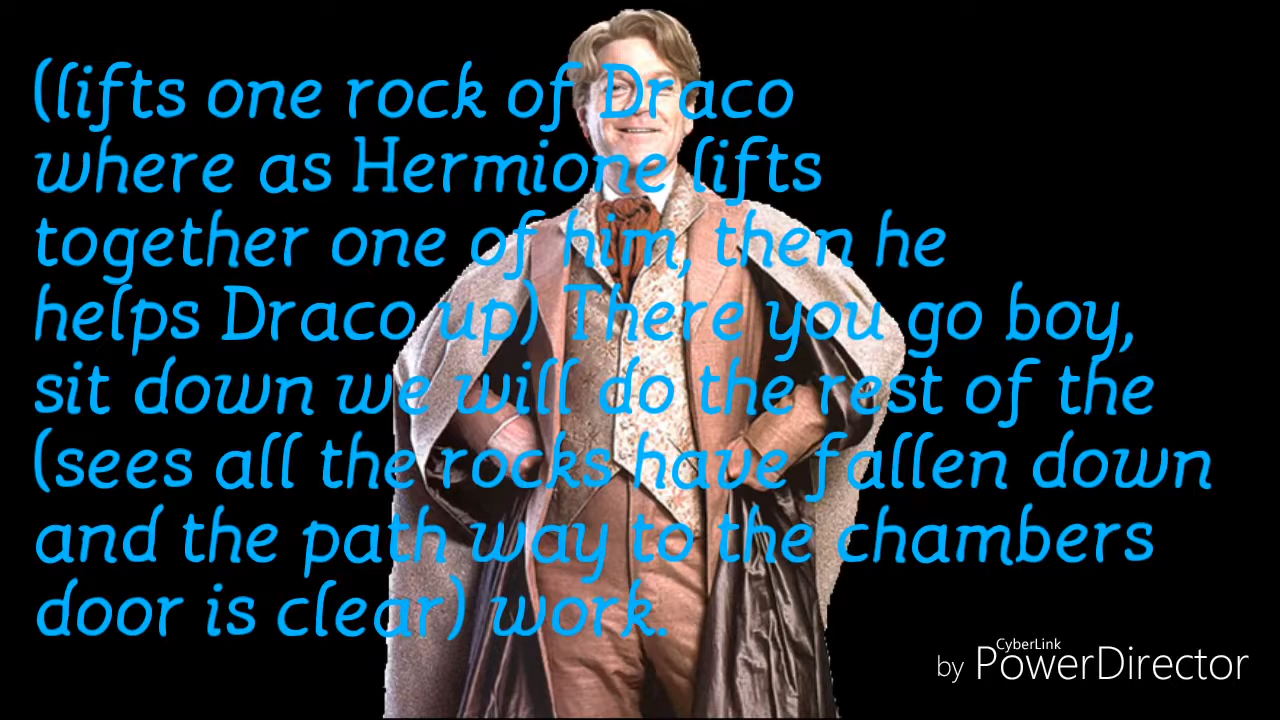 (lifts one rock of Draco
where as Hermione lifts
together one of him, then he
helps Draco up) There you go boy,
sit down we will do the rest of the
(sees all the rocks have fallen down
and the path way to the chambers
door is clear) work.
CyberLink
by PowerDirector